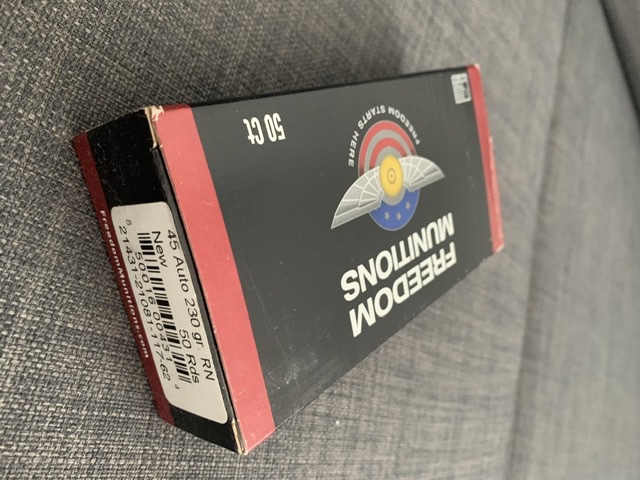 50 Ct
FREEDOM STARTS HERE
FREEDOM
MUNITIONS
45 Auto 230 gr. RN
New
50 Rds
FreedomMunitions.com